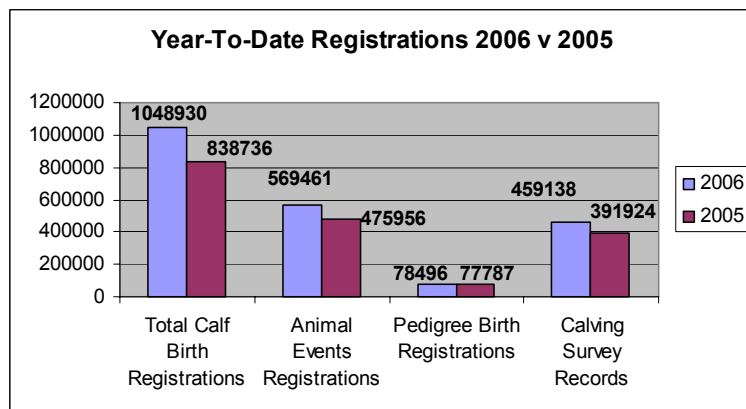 Year-To-Date Registrations 2006 v 2005
1200000
1000000
800000
600000
400000
200000
0
1048930
838736
569461
475956
78496
77787
459138
391924
Total Calf
Birth
Registrations
Animal
Events
Registrations
Pedigree Birth
Registrations
Calving
Survey
Records
2006
2005